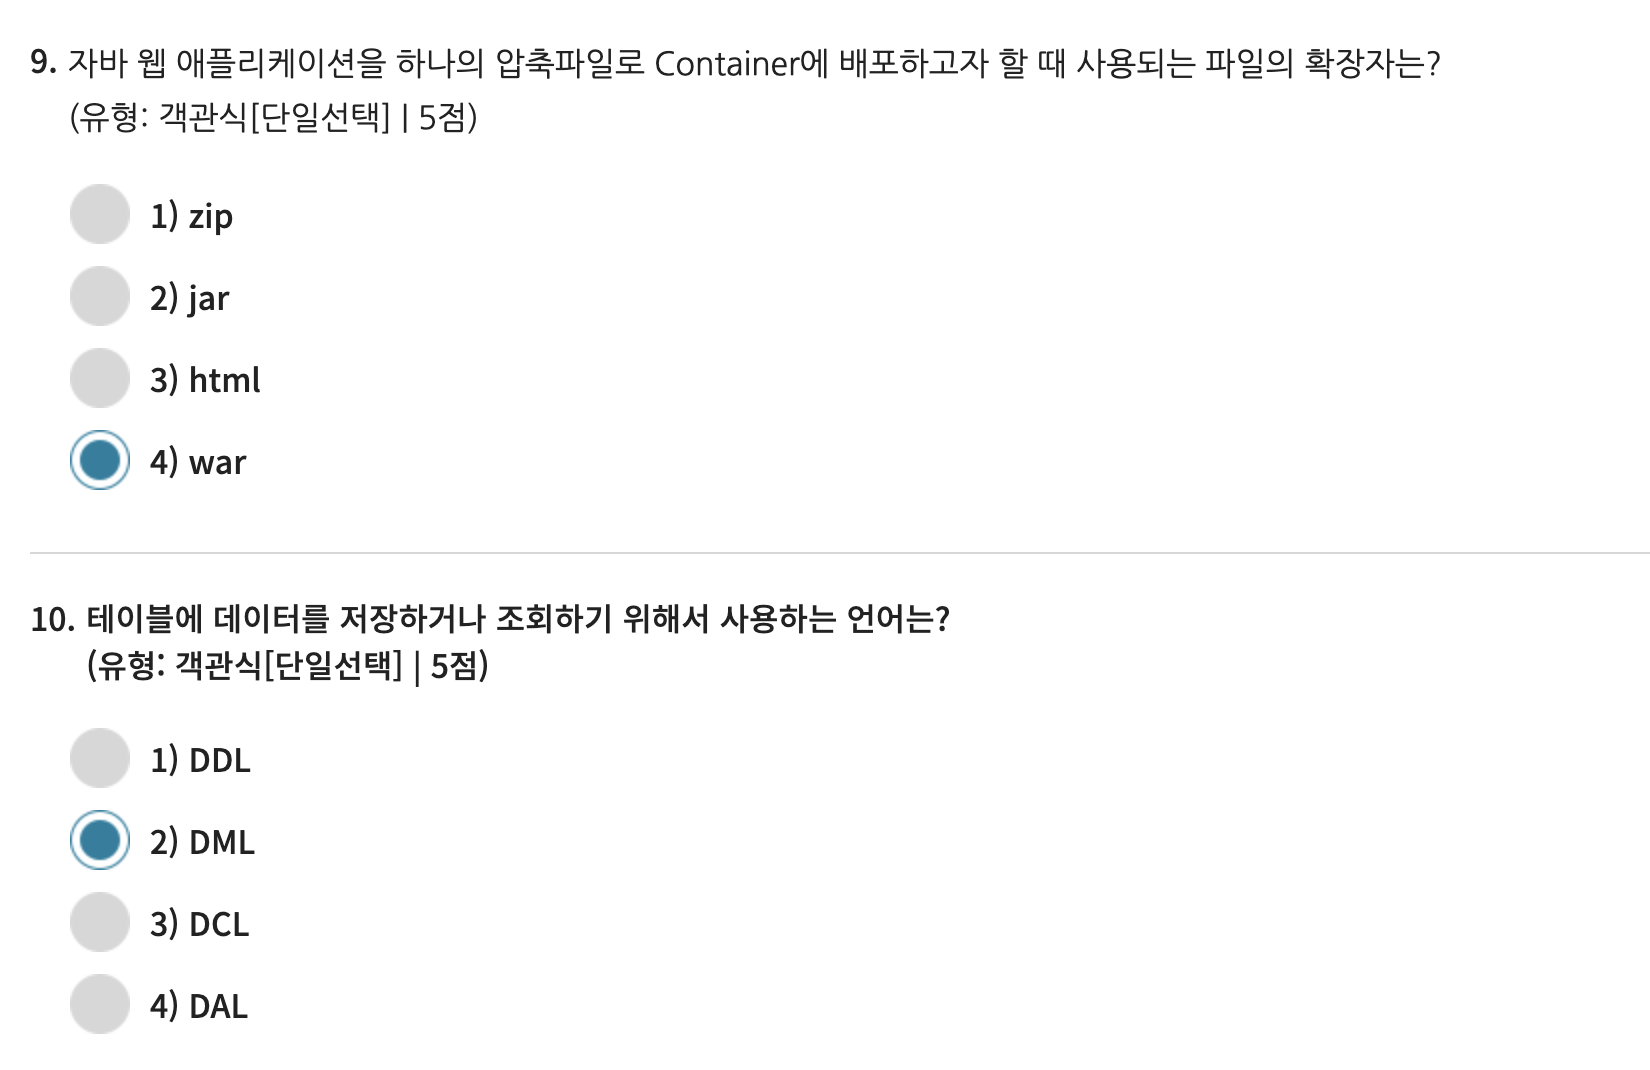 9. 자바 웹 애플리케이션을 하나의 압축파일로 Container에 배포하고자 할 때 사용되는 파일의 확장자는?
(유형: 객관식[단일선택] | 5점)
1) zip
2) jar
3) html
4) war
10. 테이블에 데이터를 저장하거나 조회하기 위해서 사용하는 언어는?
(유형: 객관식[단일선택] | 5점)
1) DDL
2) DML
3) DCL
4) DAL